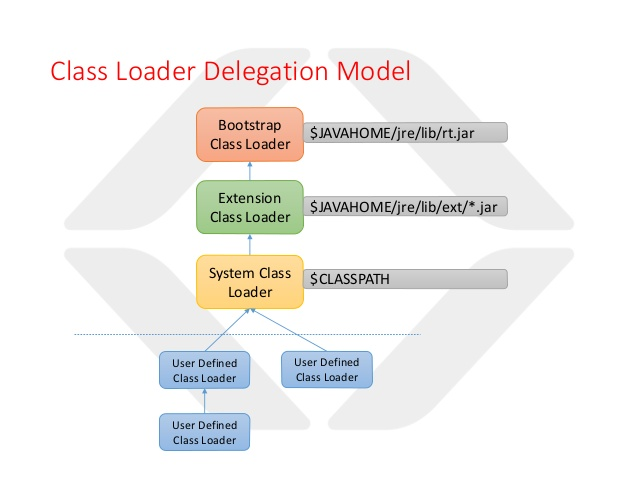 Class Loader Delegation Model
Bootstrap
Class Loader
$JAVAHOME/jre/lib/rt.jar
Extension
Class Loader
$JAVAHOME/jre/lib/ext/*.jar
System Class
Loader
$CLASSPATH
User Defined
Class Loader
User Defined
Class Loader
User Defined
Class Loader